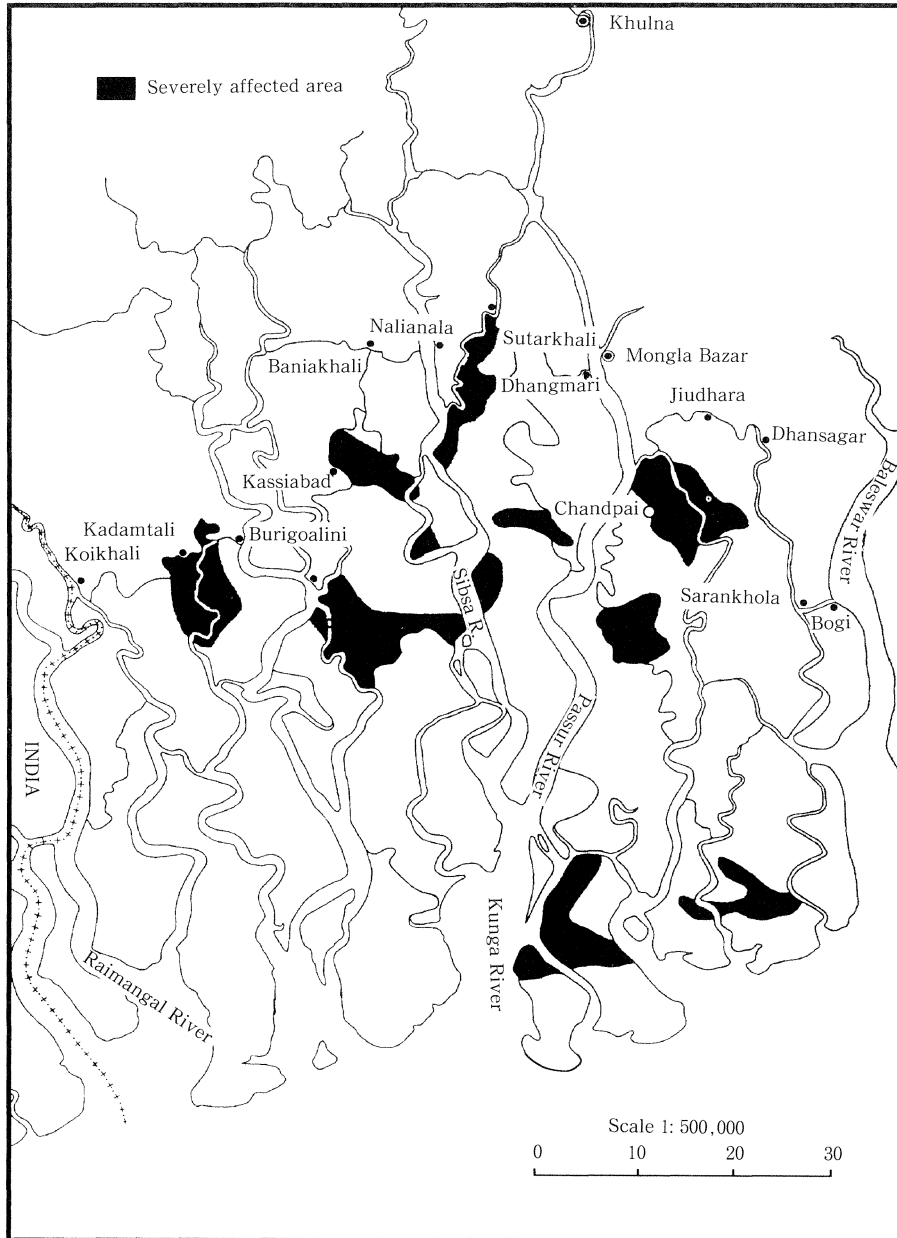 Khulna
Severely affected area
Nalianala
Sutarkhali
Mongla Bazar
Baniakhali
Dhangmari
Jiudhara
Dhansagar
Baleswar River
Kassiabad
Chandpai
Kadamtali
Burigoalini
Koikhali
Sibsa R.
Sarankhola
Bogi
INDIA
Passur River
Kunga River
Raimangal River
Scale 1: 500,000
0 10 20 30